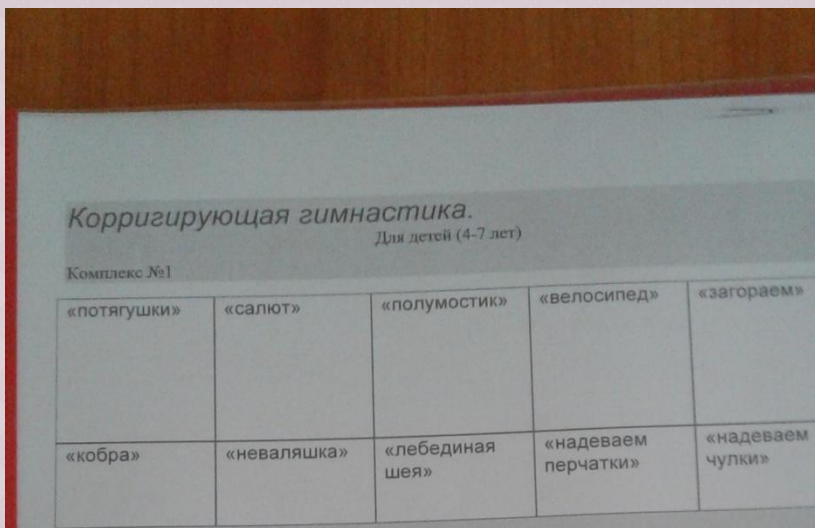 Корригирующая гимнастика.
Для детей (4-7 лет)
Комплекс №1
«потягушки» «салют» «полумостик» «велосипед» «загораем»
«кобра» «неваляшка» «лебединая шея» «надеваем перчатки» «надеваем чулки»